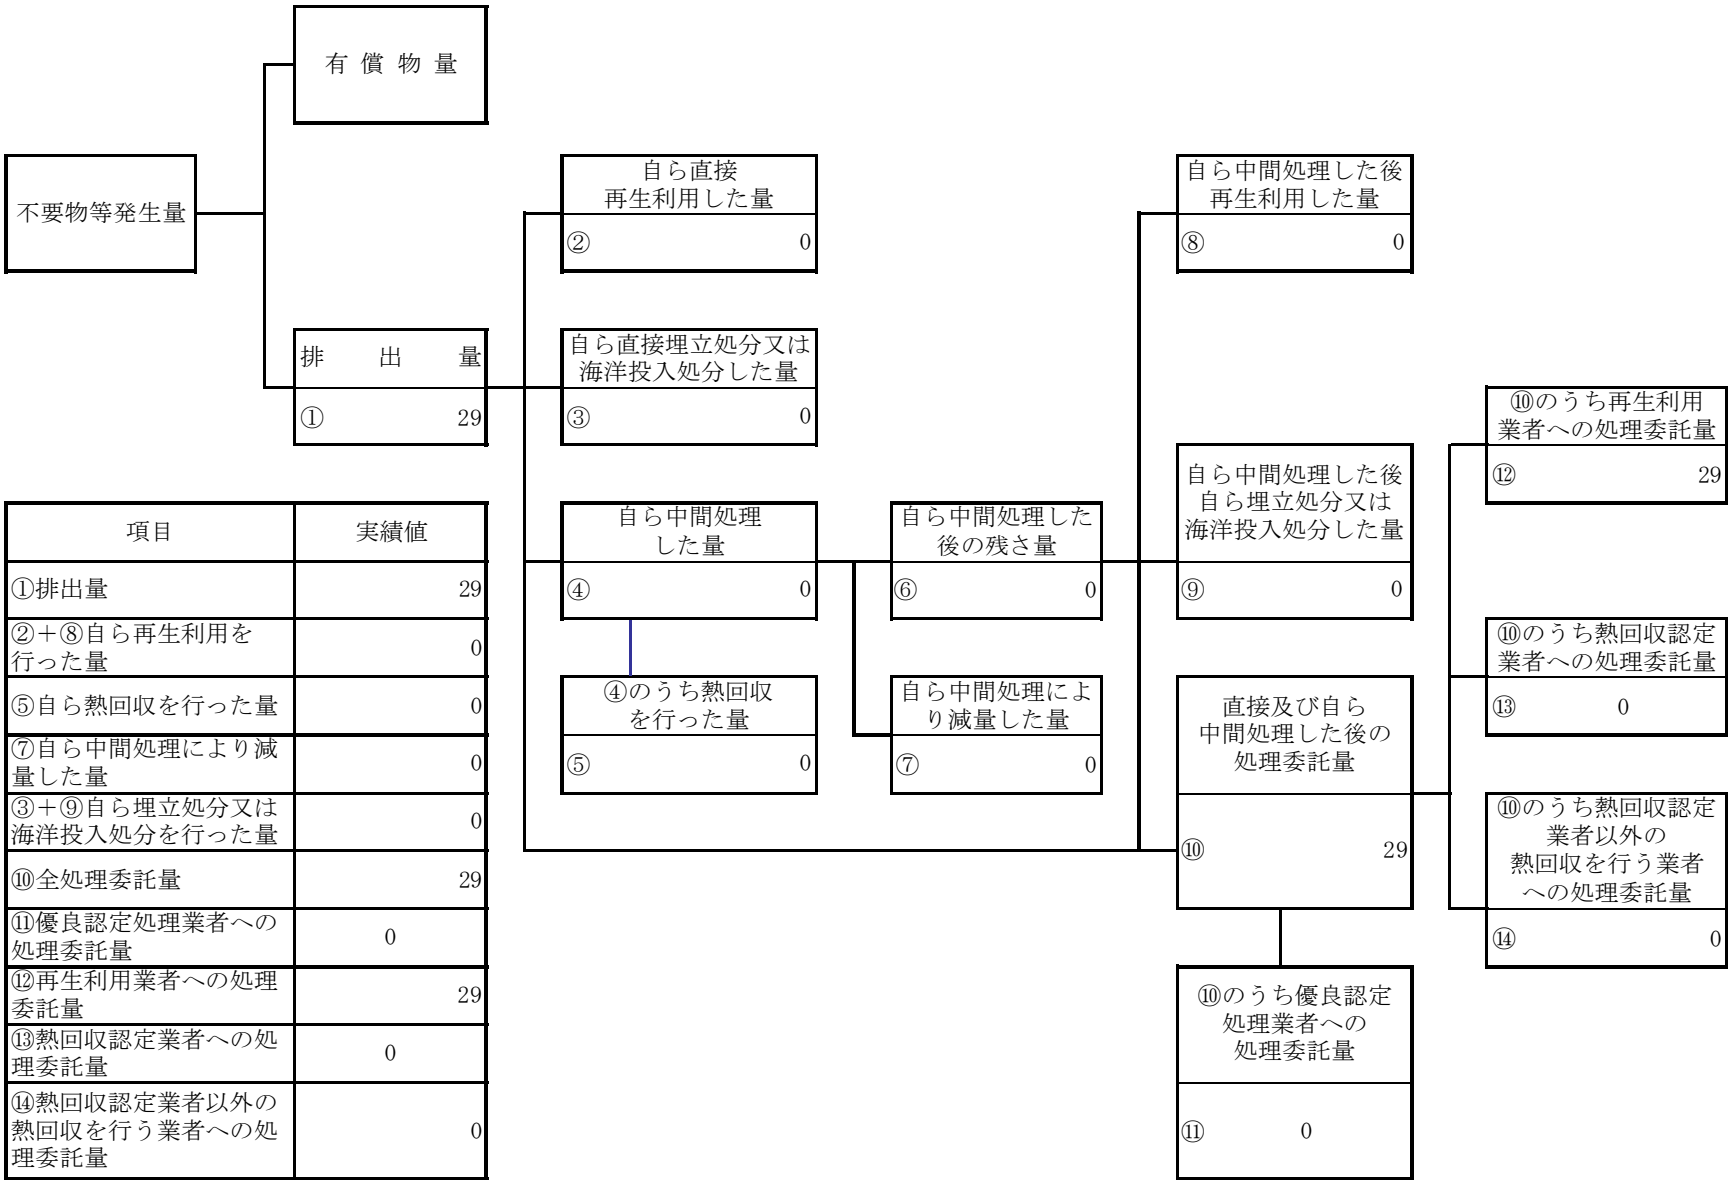 有償物量
不要物等発生量
自ら直接
再生利用した量
② 0
自ら中間処理した後
再生利用した量
⑧ 0
排出量
① 29
自ら直接埋立処分又は
海洋投入処分した量
③ 0
⑩のうち再生利用
業者への処理委託量
⑫ 29
自ら中間処理した後
自ら埋立処分又は
海洋投入処分した量
⑨ 0
自ら中間処理
した量
④ 0
自ら中間処理した
後の残さ量
⑥ 0
⑩のうち熱回収認定
業者への処理委託量
⑬ 0
④のうち熱回収
を行った量
⑤ 0
自ら中間処理によ
り減量した量
⑦ 0
直接及び自ら
中間処理した後の
処理委託量
⑩ 29
⑩のうち熱回収認定
業者以外の
熱回収を行う業者
への処理委託量
⑭ 0
⑩のうち優良認定
処理業者への
処理委託量
⑪ 0
項目 実績値
①排出量 29
②+⑧自ら再生利用を
行った量 0
⑤自ら熱回収を行った量 0
⑦自ら中間処理により減
量した量 0
③+⑨自ら埋立処分又は
海洋投入処分を行った量 0
⑩全処理委託量 29
⑪優良認定処理業者への
処理委託量 0
⑫再生利用業者への処理
委託量 29
⑬熱回収認定業者への処
理委託量 0
⑭熱回収認定業者以外の
熱回収を行う業者への処
理委託量 0